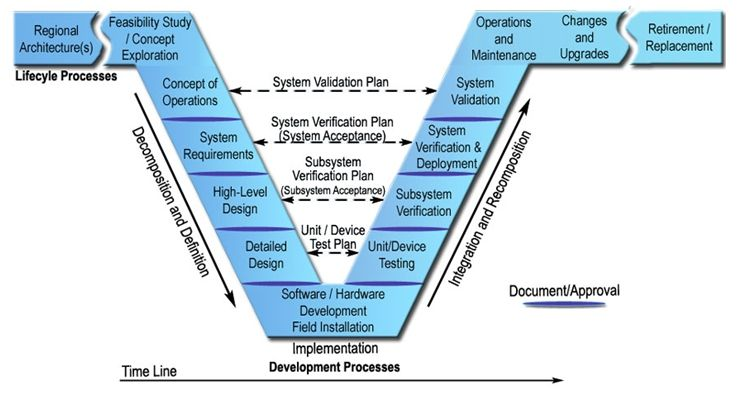 Regional
Architecture(s)
Feasibility Study
/ Concept
Exploration
Operations
and
Maintenance
Changes
and
Upgrades
Retirement /
Replacement
Lifecyle Processes
Concept of
Operations
System Validation Plan
System
Validation
System
Requirements
System Verification Plan
(System Acceptance)
System
Verification &
Deployment
High-Level
Design
Subsystem
Verification Plan
(Subsystem Acceptance)
Subsystem
Verification
Detailed
Design
Unit / Device
Test Plan
Unit/Device
Testing
Decomposition and Definition
Integration and Recomposition
Software / Hardware
Development
Field Installation
Document/Approval
Implementation
Development Processes
Time Line